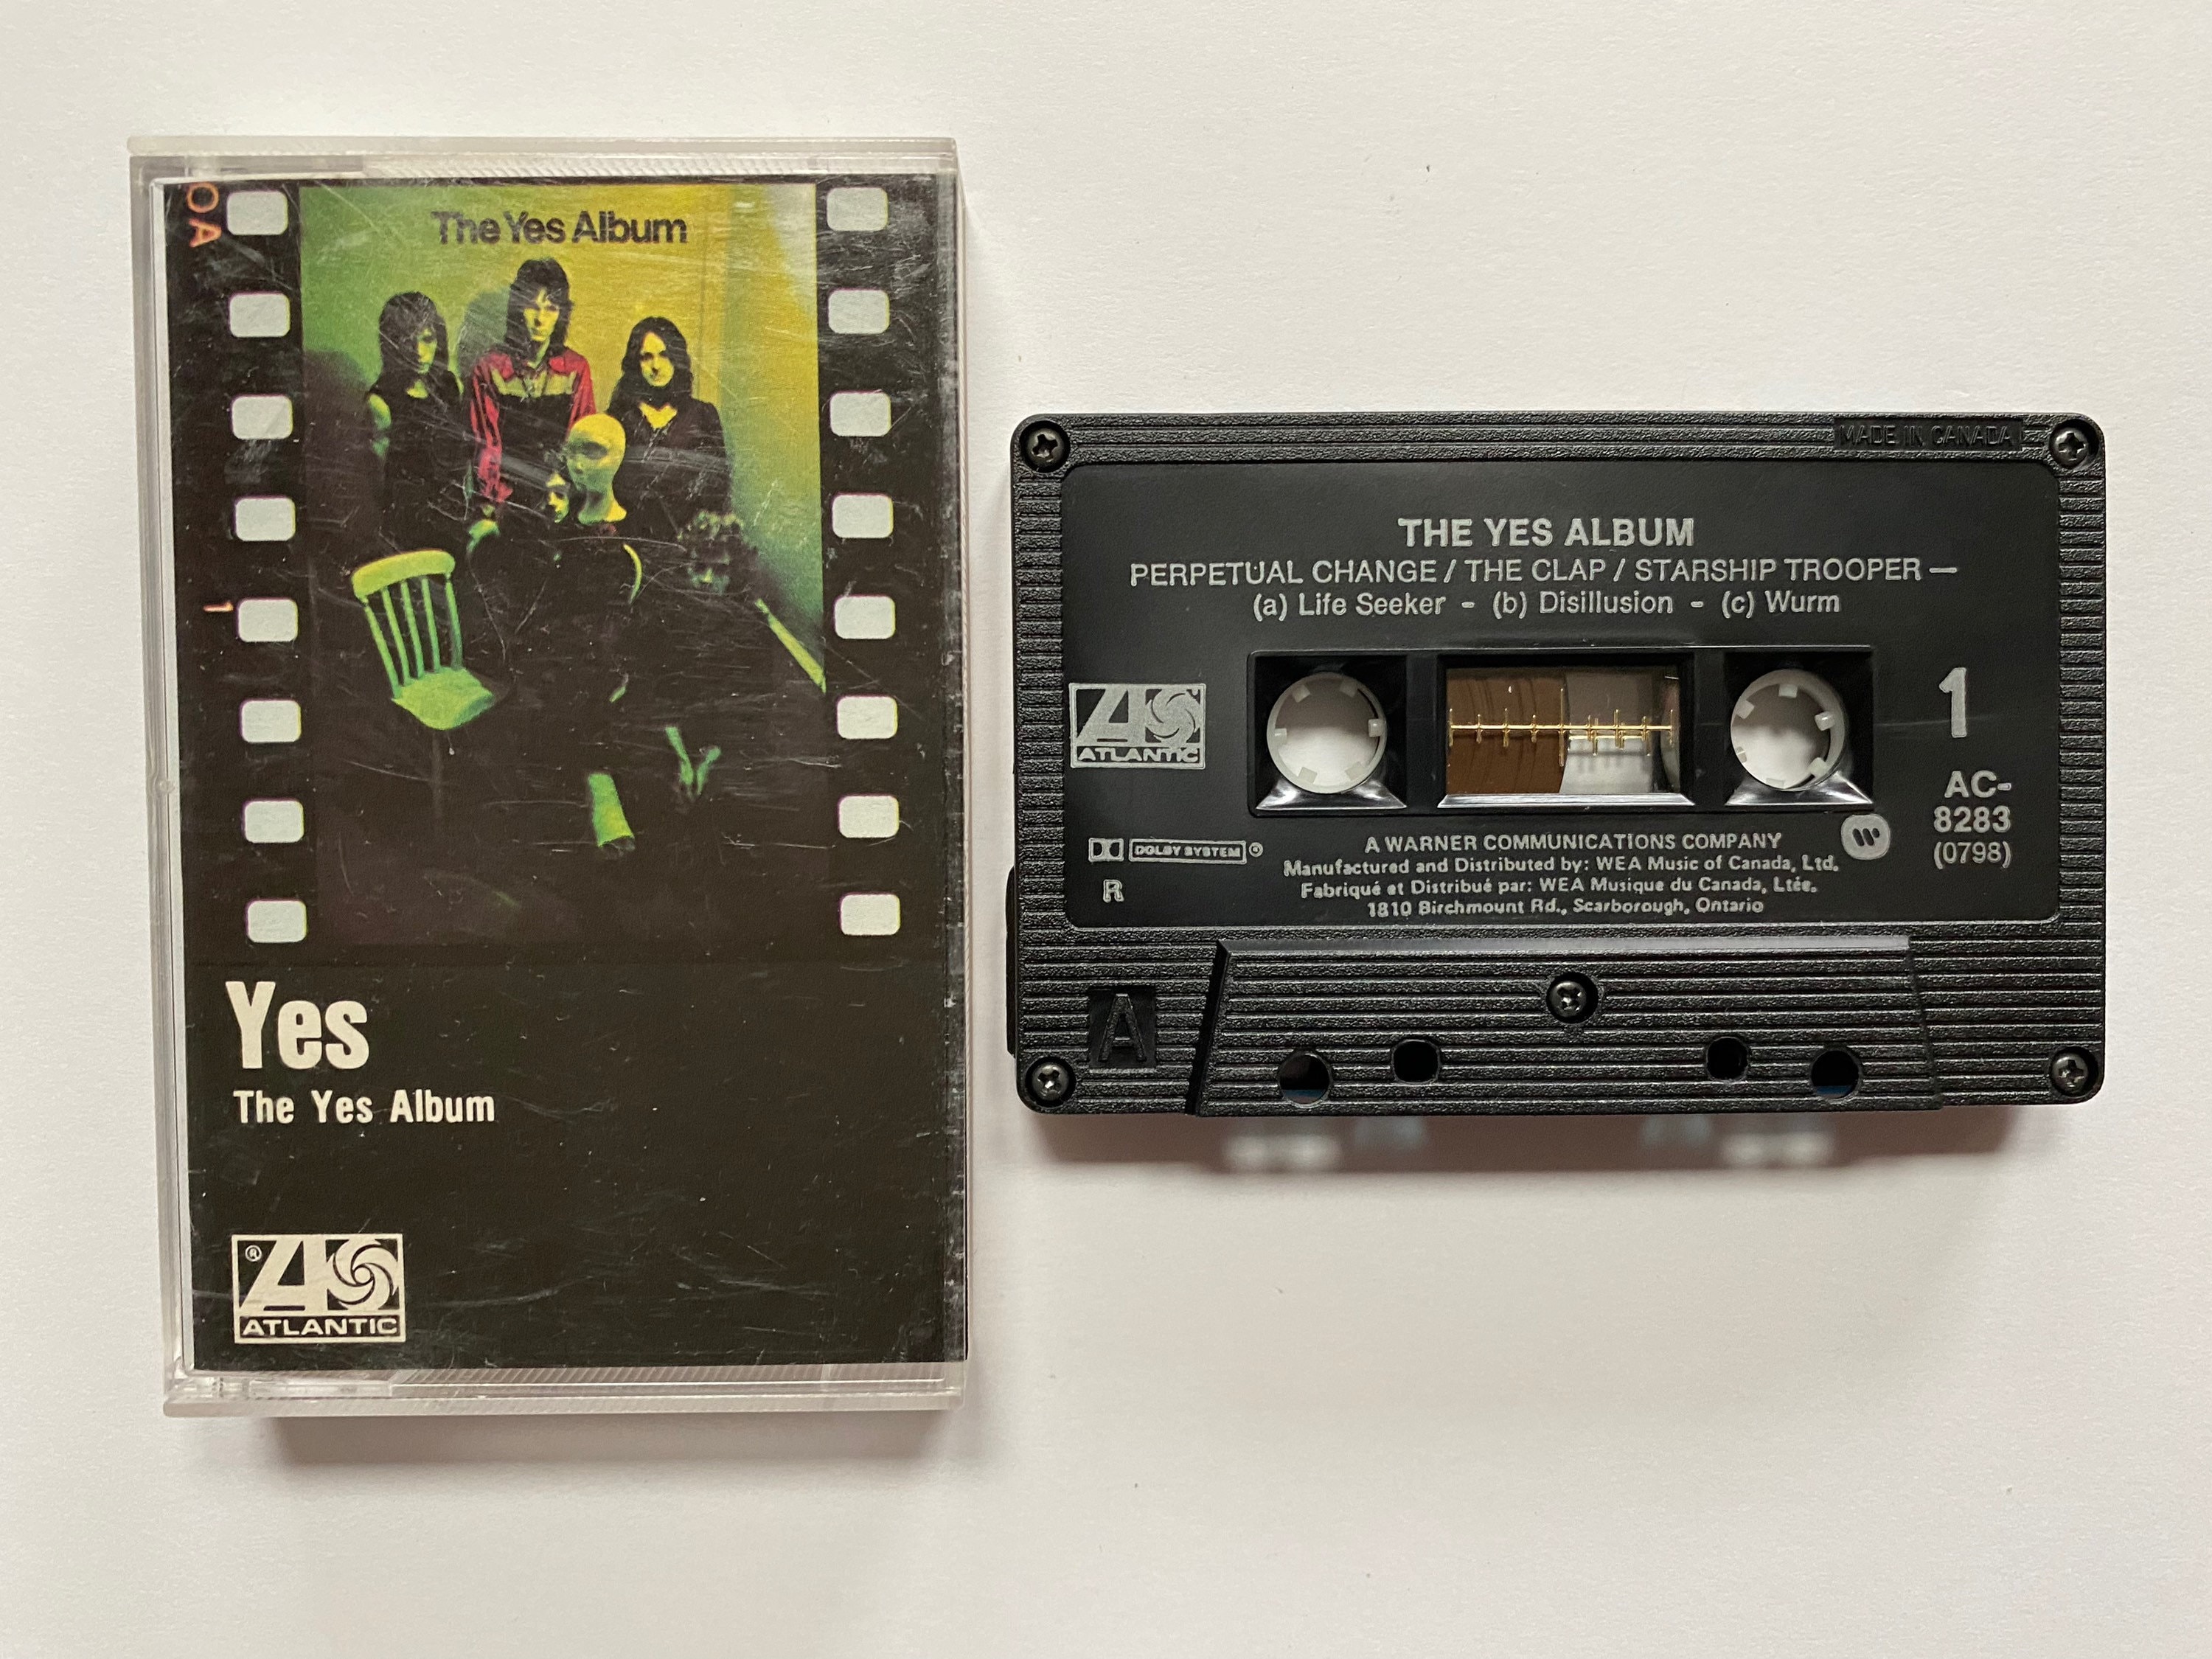 OA
The Yes Album
1
Yes
The Yes Album
®
ATLANTIC
MADE IN CANADA
THE YES ALBUM
PERPETUAL CHANGE / THE CLAP / STARSHIP TROOPER —
(a) Life Seeker - (b) Disillusion - (c) Wurm
ATLANTIC
1
AC-
8283
(0798)
DOLBY SYSTEM ®
R
A WARNER COMMUNICATIONS COMPANY
Manufactured and Distributed by: WEA Music of Canada, Ltd.
Fabriqué et Distribué par: WEA Musique du Canada, Ltée.
1810 Birchmount Rd., Scarborough, Ontario
A